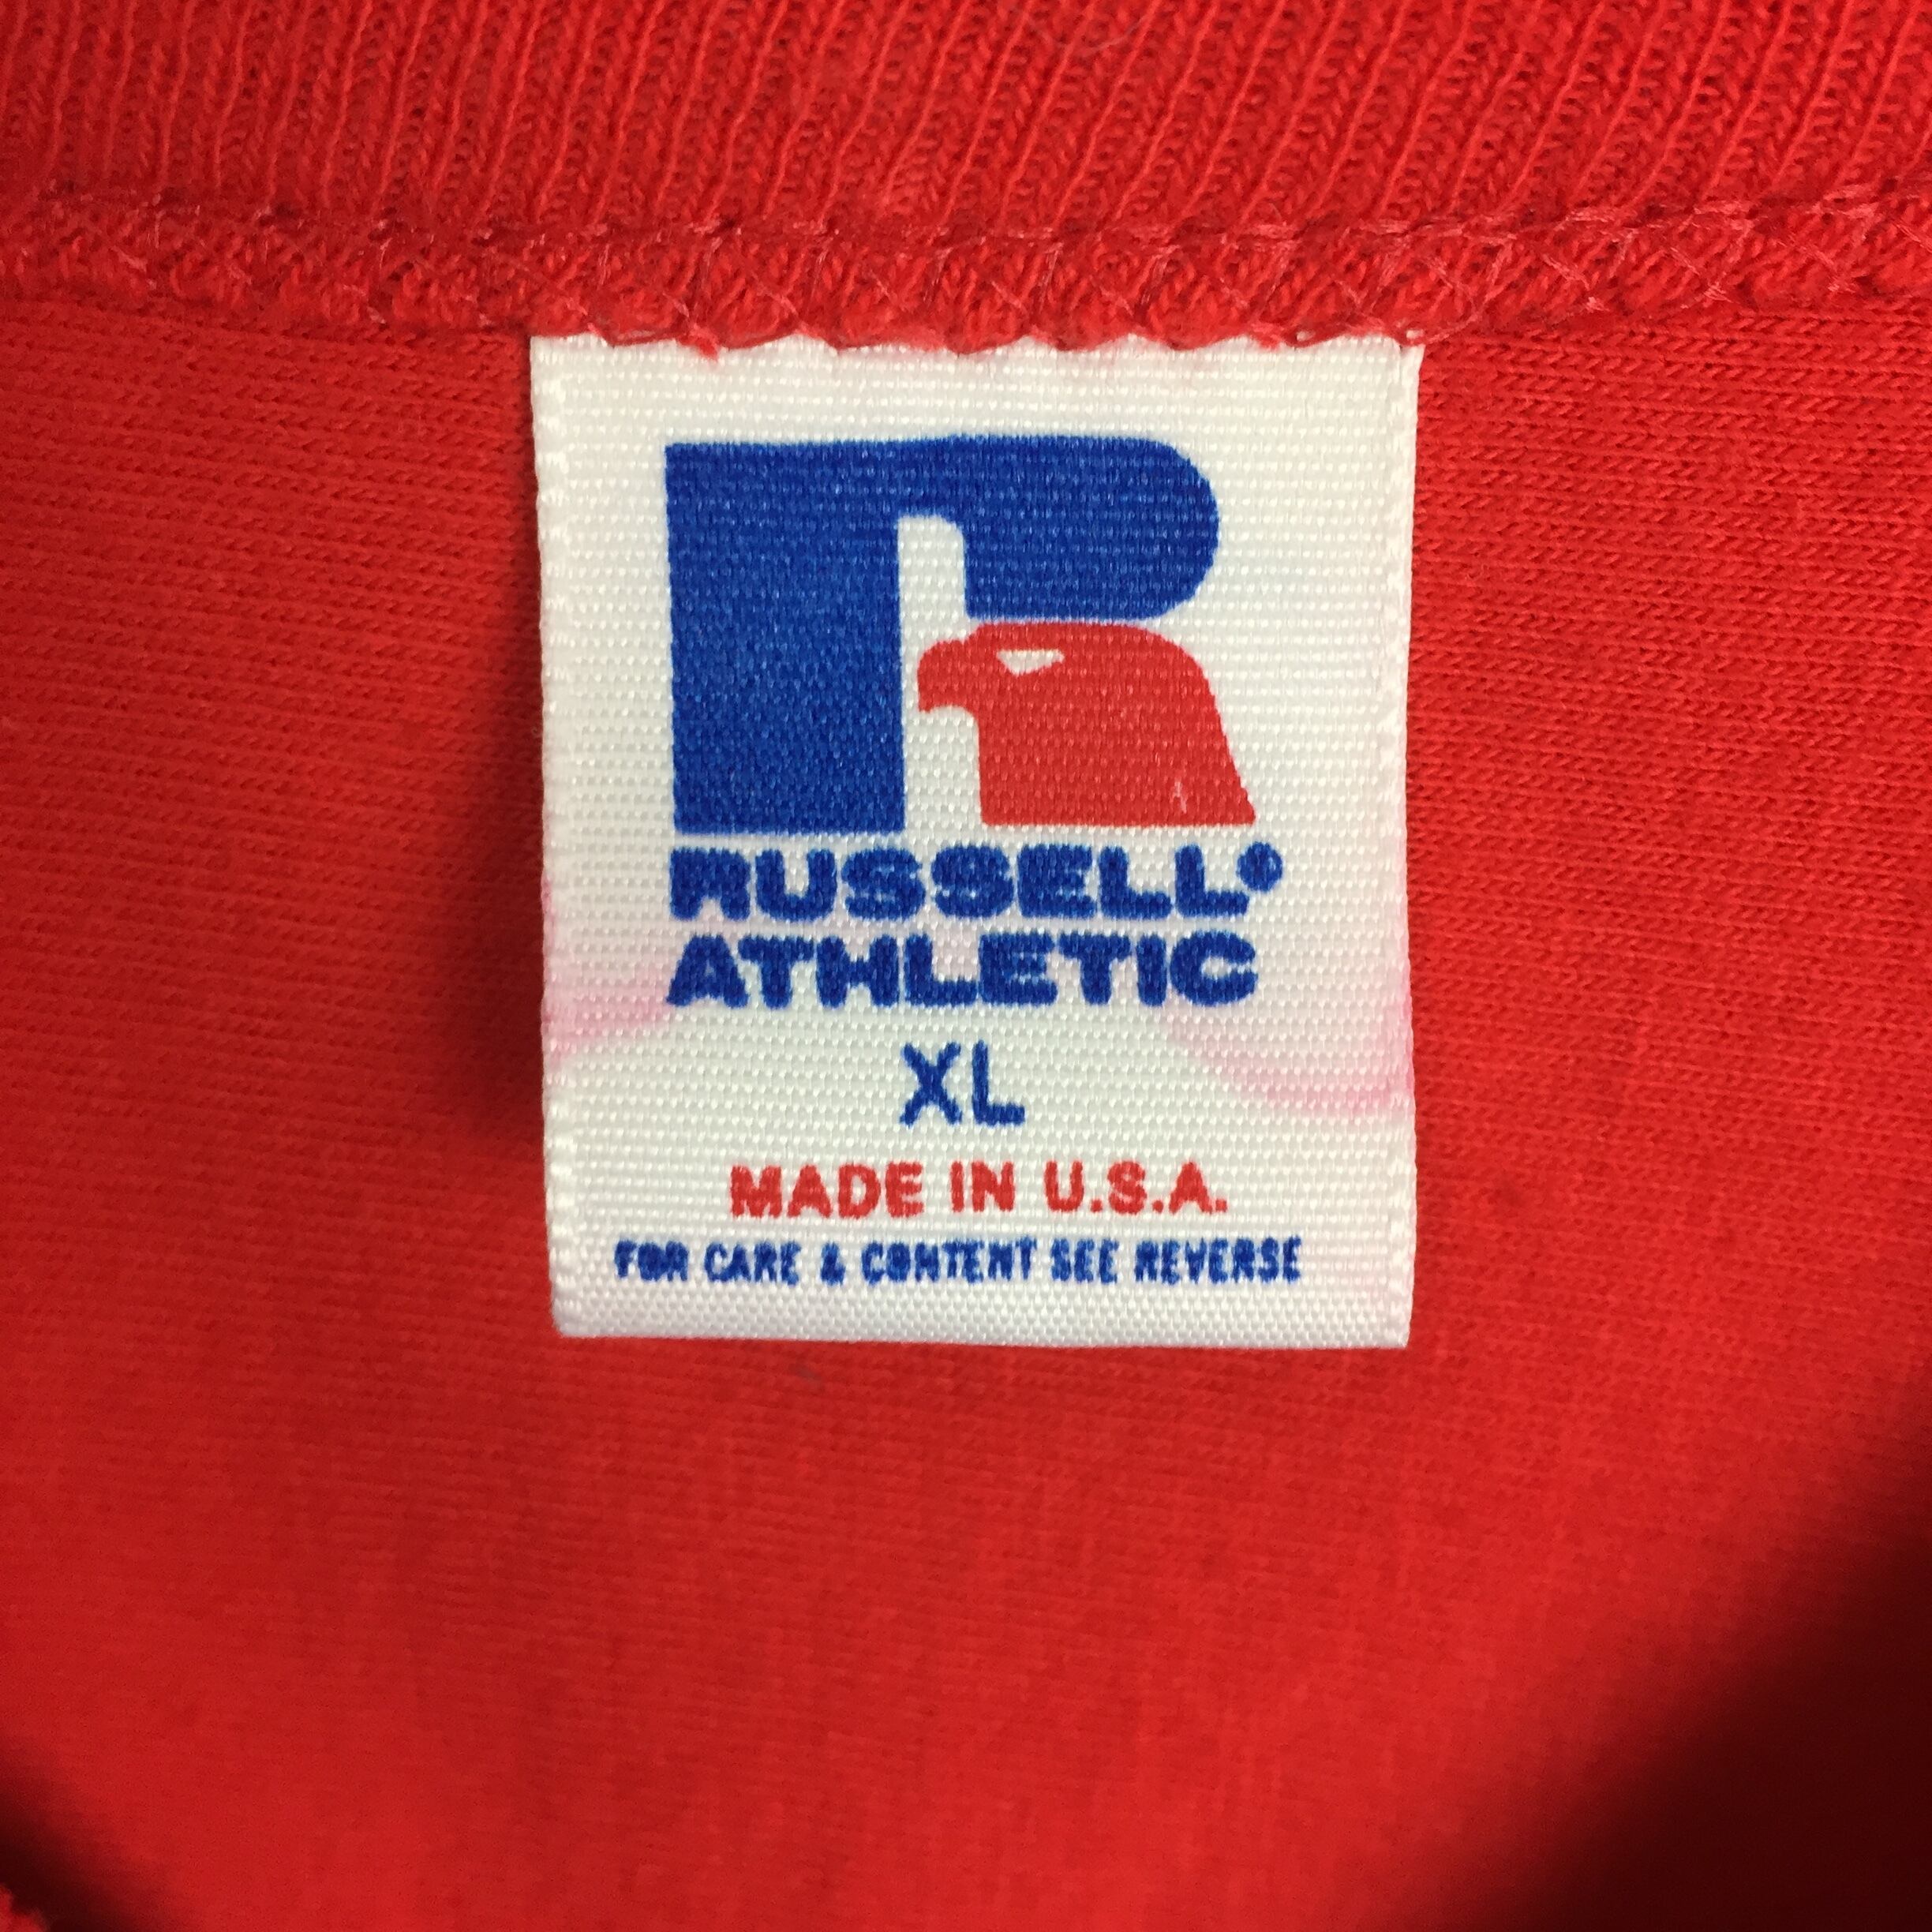 RUSSELL®
ATHLETIC
XL
MADE IN U.S.A.
FOR CARE & CONTENT SEE REVERSE